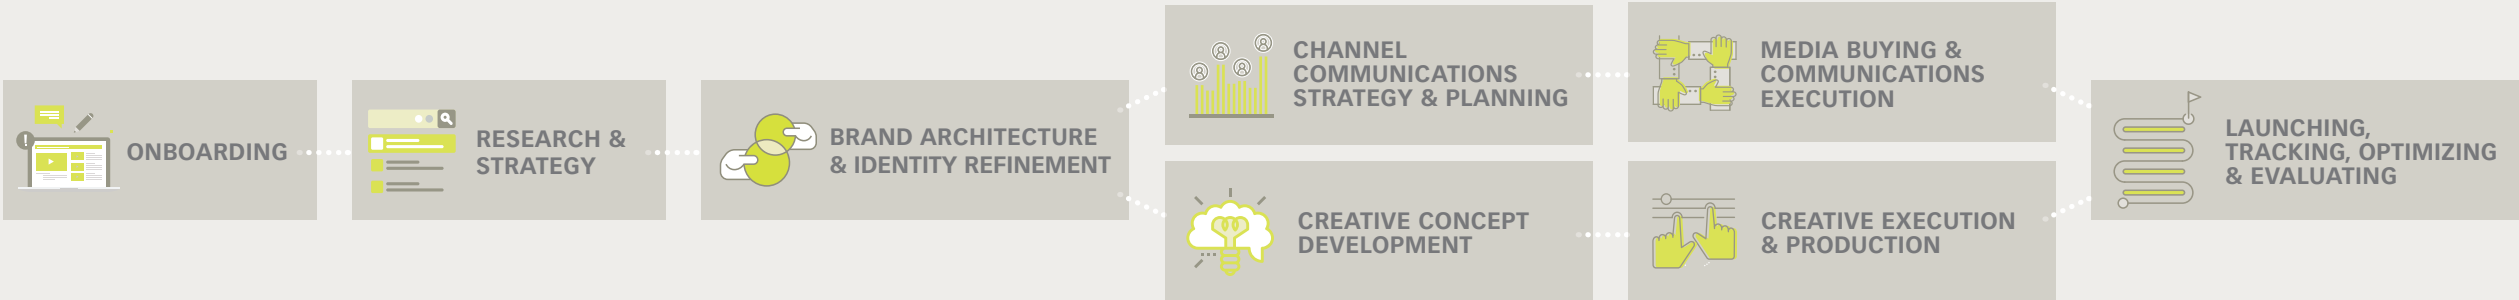 ONBOARDING
RESEARCH &
STRATEGY
BRAND ARCHITECTURE
& IDENTITY REFINEMENT
CHANNEL
COMMUNICATIONS
STRATEGY & PLANNING
MEDIA BUYING &
COMMUNICATIONS
EXECUTION
CREATIVE CONCEPT
DEVELOPMENT
CREATIVE EXECUTION
& PRODUCTION
LAUNCHING,
TRACKING, OPTIMIZING
& EVALUATING